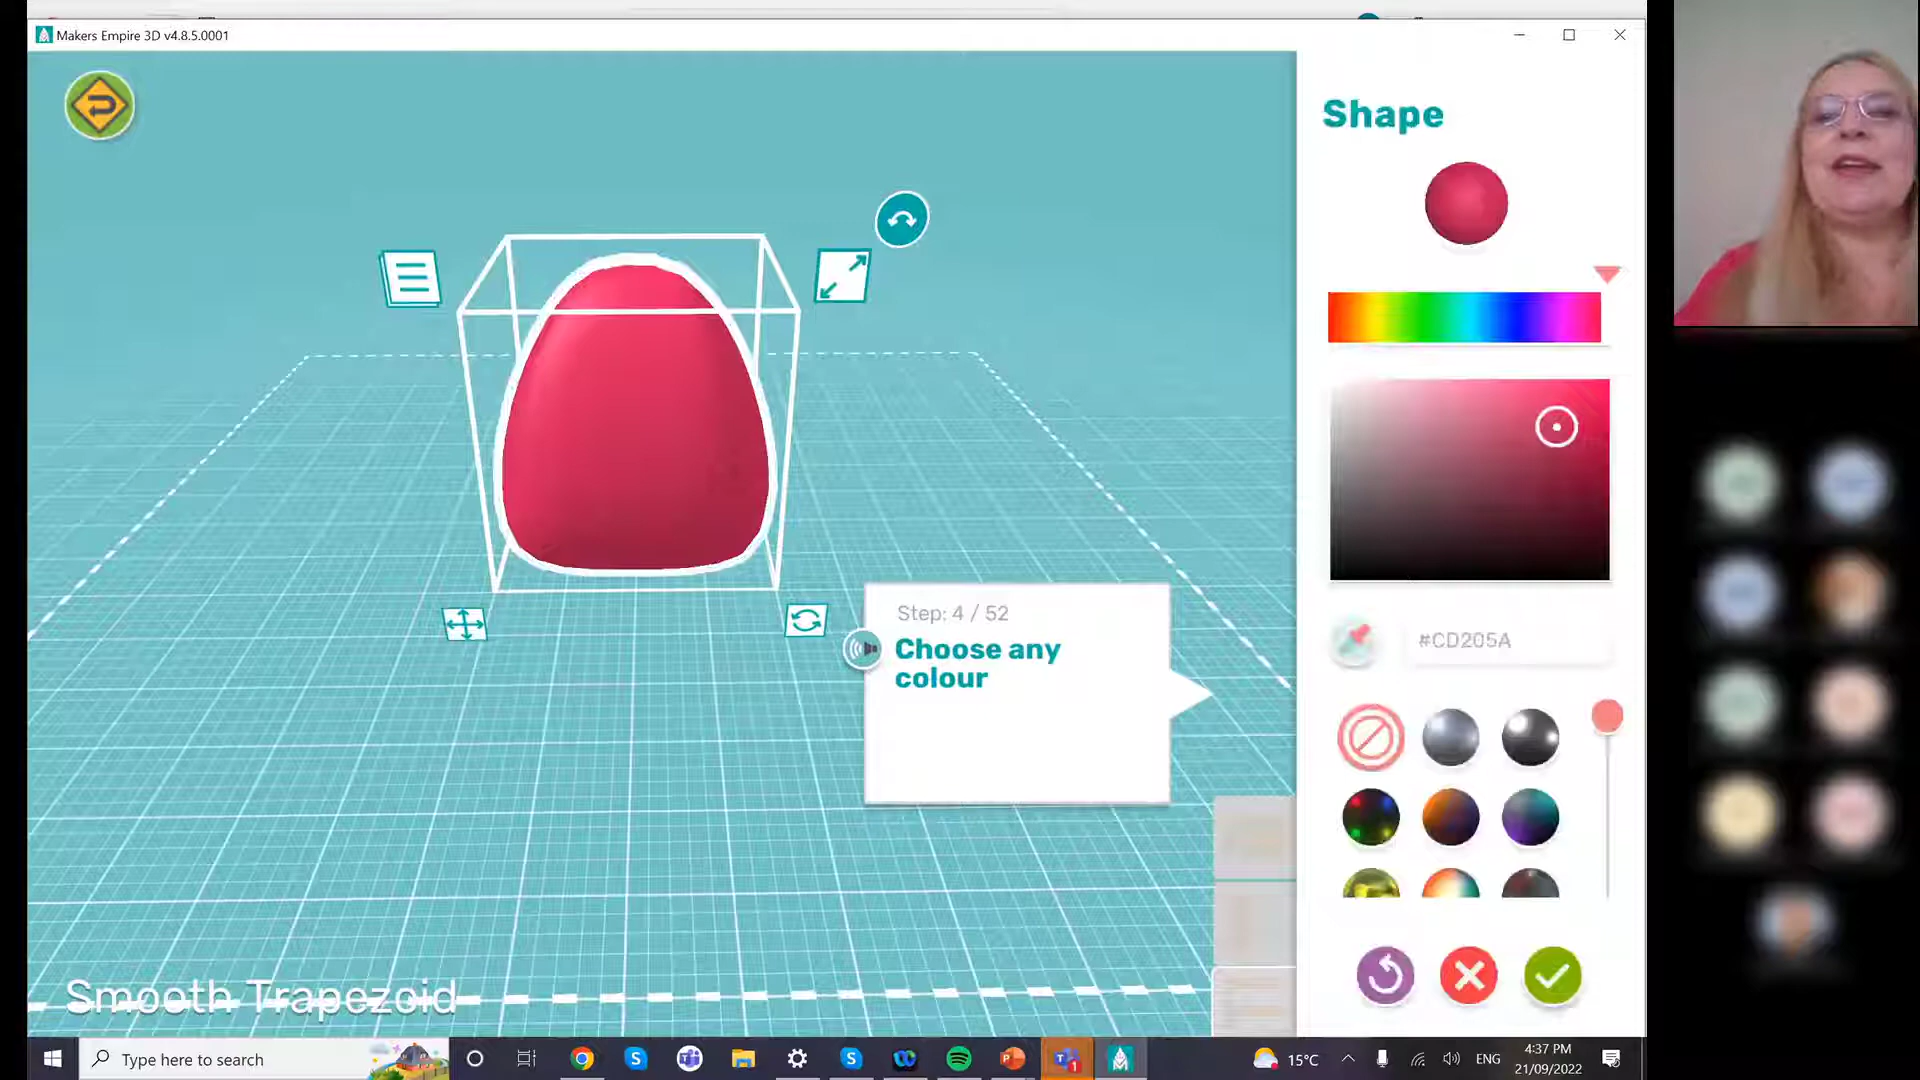 Makers Empire 3D v4.8.5.0001
Shape
Step: 4 / 52
Choose any
colour
#CD205A
Smooth Trapezoid
Type here to search
15°C
ENG
4:37 PM
21/09/2022